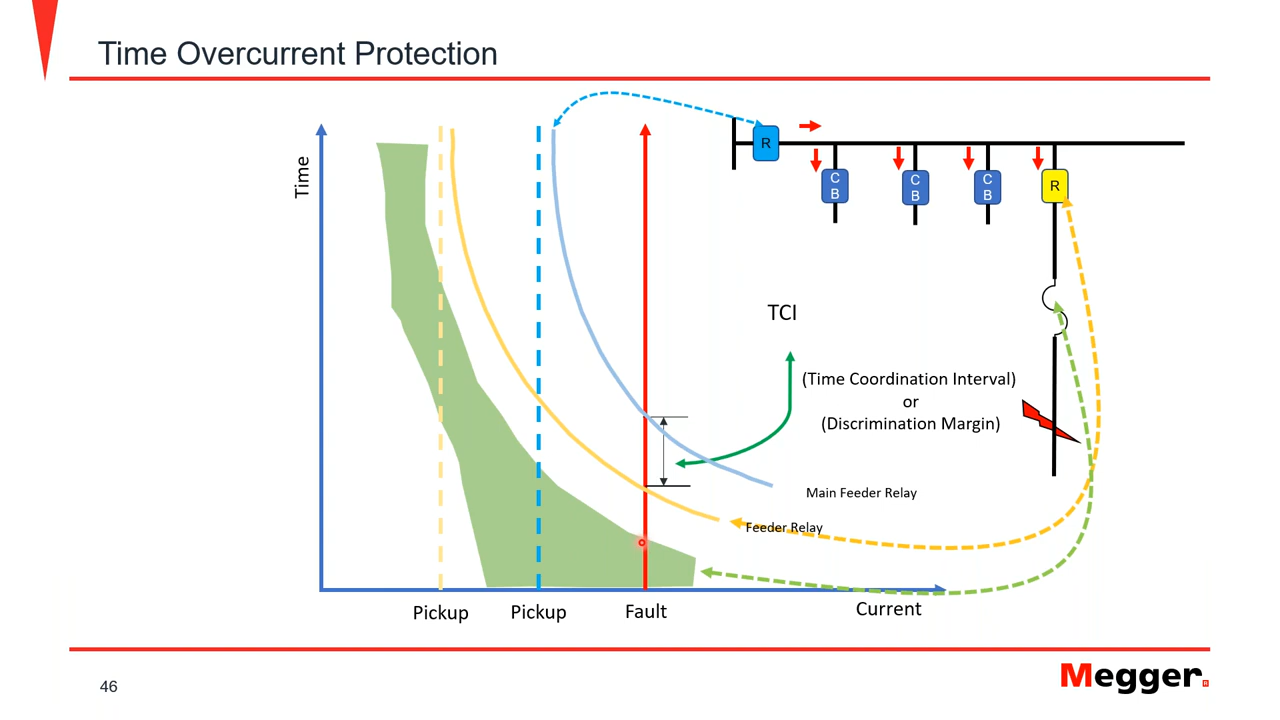 Time Overcurrent Protection
Time
R
C
B
C
B
C
B
R
TCI
(Time Coordination Interval)
or
(Discrimination Margin)
Main Feeder Relay
Feeder Relay
Pickup
Pickup
Fault
Current
46
Megger